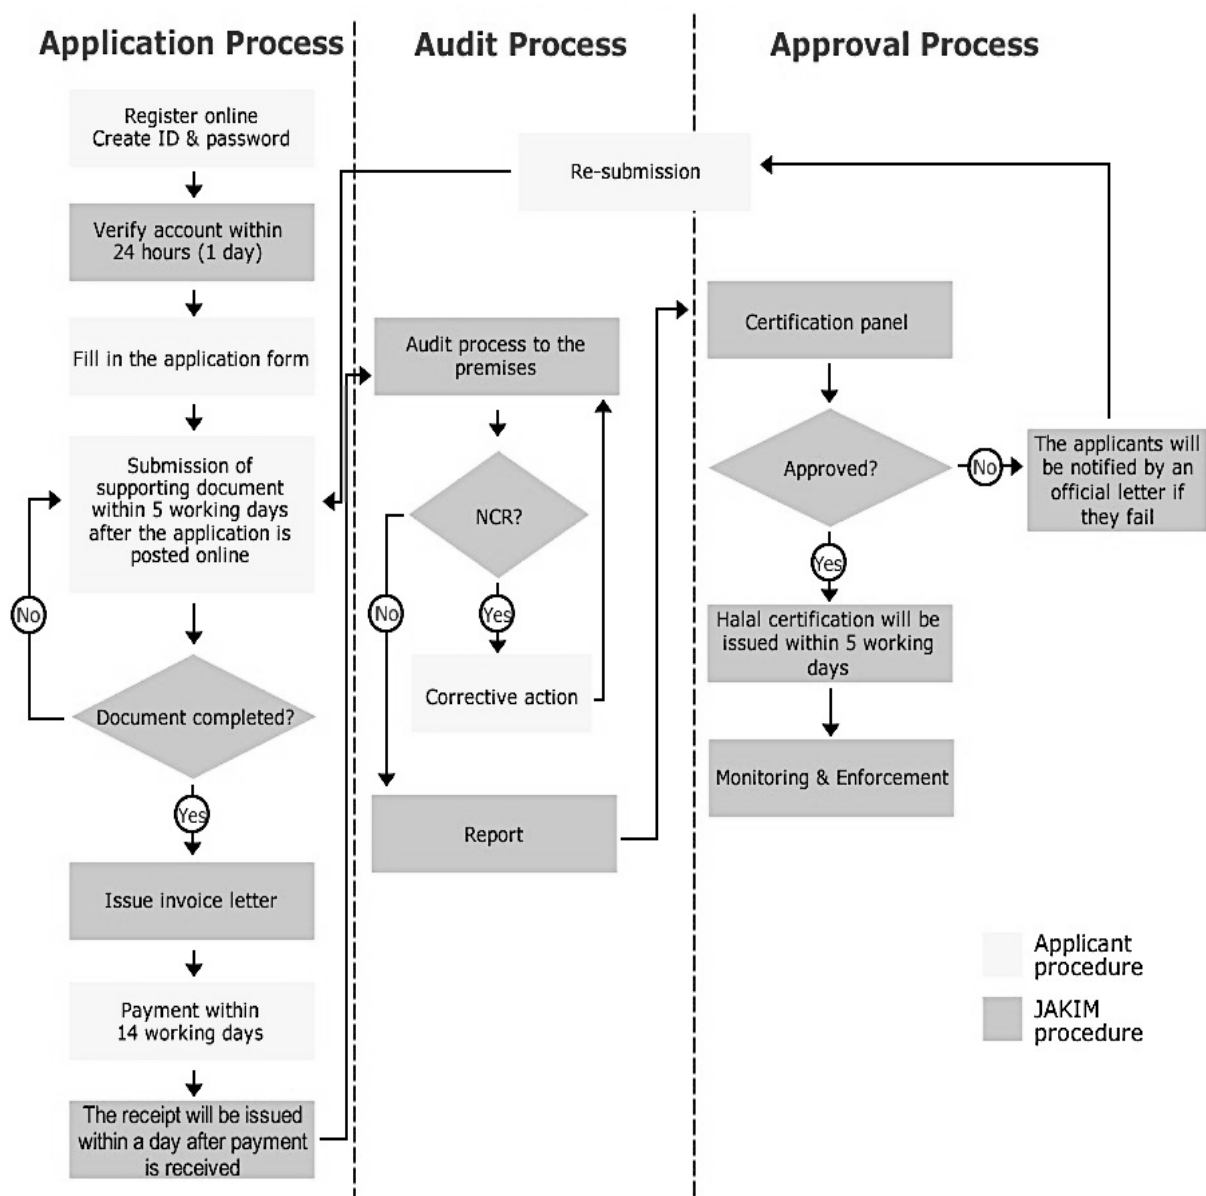 Application Process
Register online
Create ID & password
Verify account within
24 hours (1 day)
Fill in the application form
Submission of
supporting document
within 5 working days
after the application is
posted online
No
Document completed?
Yes
Issue invoice letter
Payment within
14 working days
The receipt will be issued
within a day after payment
is received
Audit Process
Re-submission
Audit process to the
premises
NCR?
No
Yes
Corrective action
Report
Approval Process
Certification panel
Approved?
No
The applicants will
be notified by an
official letter if
they fail
Yes
Halal certification will be
issued within 5 working
days
Monitoring & Enforcement
Applicant
procedure
JAKIM
procedure